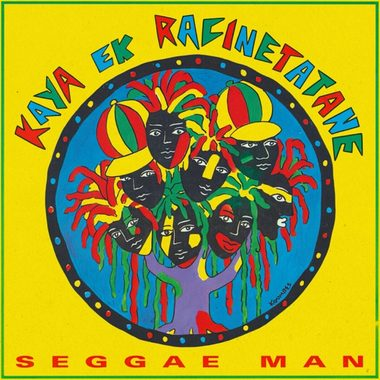 KAYA EK RACINETATANE
SEGGAE MAN